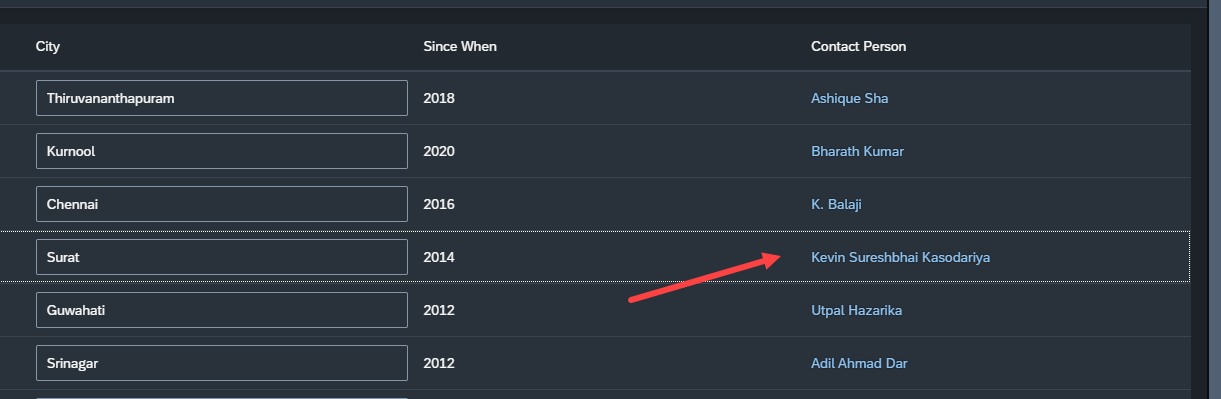 City Since When Contact Person
Thiruvananthapuram 2018 Ashique Sha
Kurnool 2020 Bharath Kumar
Chennai 2016 K. Balaji
Surat 2014 Kevin Sureshbhai Kasodariya
Guwahati 2012 Utpal Hazarika
Srinagar 2012 Adil Ahmad Dar